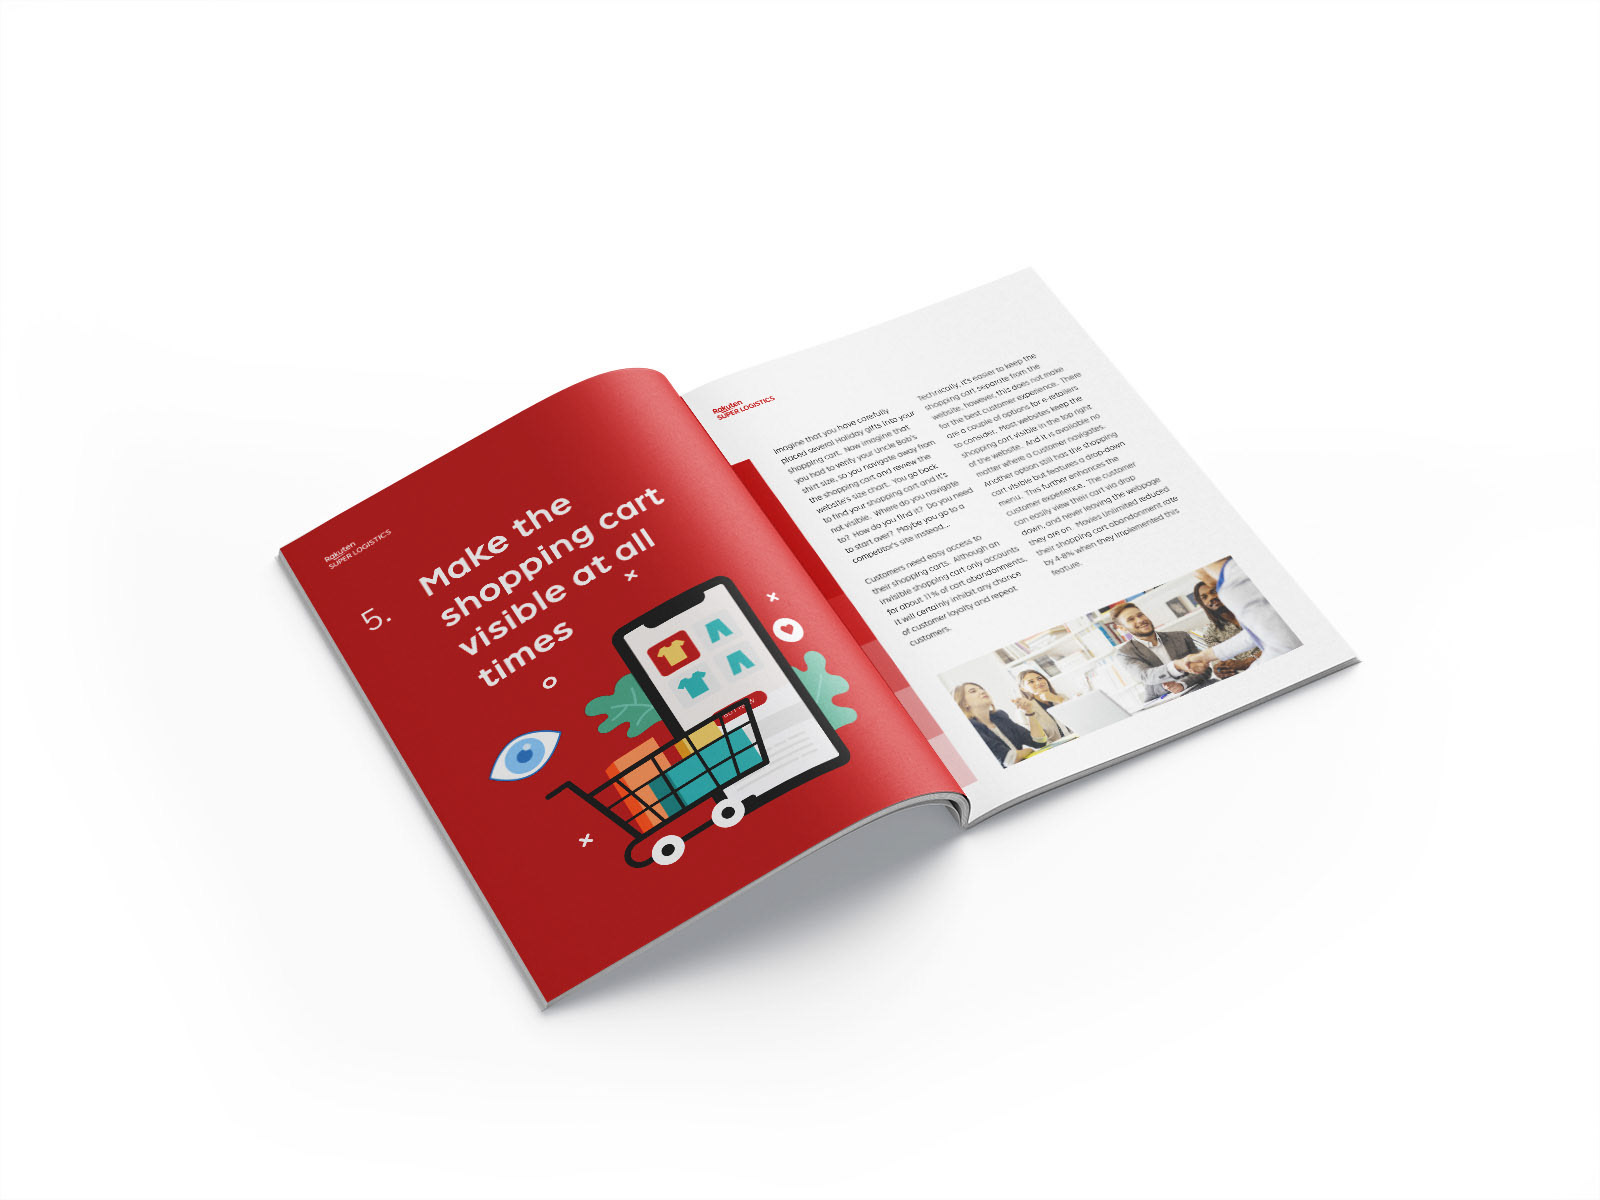 Rakuten
SUPER LOGISTICS
5.
Make the
shopping cart
visible at all
times
Rakuten
SUPER LOGISTICS
Imagine that you have carefully
placed several Holiday gifts into your
shopping cart. Now imagine that
you had to verify your Uncle Bob's
shirt size, so you navigate away from
the shopping cart and review the
website's size chart. You go back
to find your shopping cart and it's
not visible. Where do you navigate
to? How do you find it? Do you need
to start over? Maybe you go to a
competitor's site instead...
Customers need easy access to
their shopping carts. Although an
invisible shopping cart only accounts
for about 11% of cart abandonments,
it will certainly inhibit any chance
of customer loyalty and repeat
customers.
Technically, it's easier to keep the
shopping cart separate from the
website, however, this does not make
for the best customer experience. There
are a couple of options for e-retailers
to consider. Most websites keep the
shopping cart visible in the top right
of the website. And it is available no
matter where a customer navigates.
Another option still has the shopping
cart visible but features a drop-down
menu. This further enhances the
customer experience. The customer
can easily view their cart via drop
down, and never leaving the webpage
they are on. Movies Unlimited reduced
their shopping cart abandonment rate
by 4-8% when they implemented this
feature.